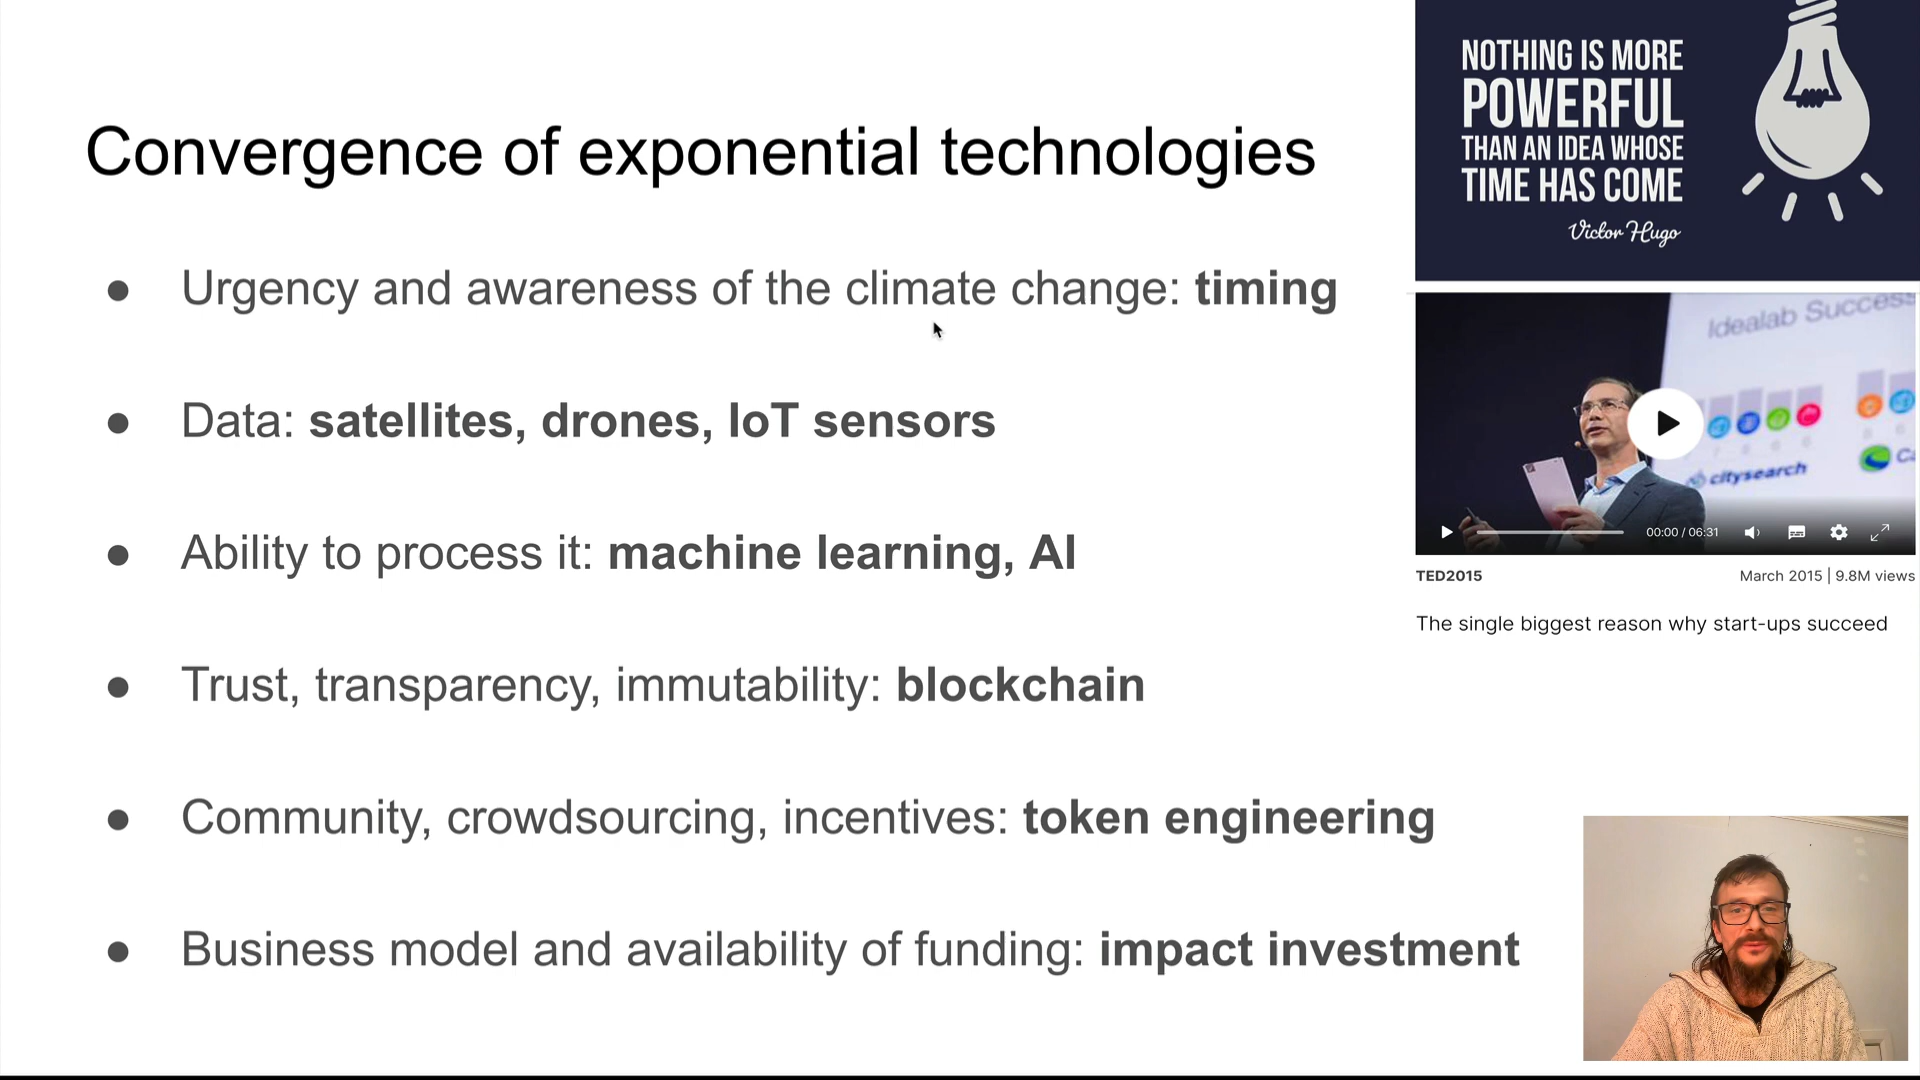 Convergence of exponential technologies
● Urgency and awareness of the climate change: timing
● Data: satellites, drones, IoT sensors
● Ability to process it: machine learning, AI
● Trust, transparency, immutability: blockchain
● Community, crowdsourcing, incentives: token engineering
● Business model and availability of funding: impact investment
NOTHING IS MORE
POWERFUL
THAN AN IDEA WHOSE
TIME HAS COME
Victor Hugo
Idealab Success
citysearch
00:00 / 06:31
TED2015
March 2015 | 9.8M views
The single biggest reason why start-ups succeed